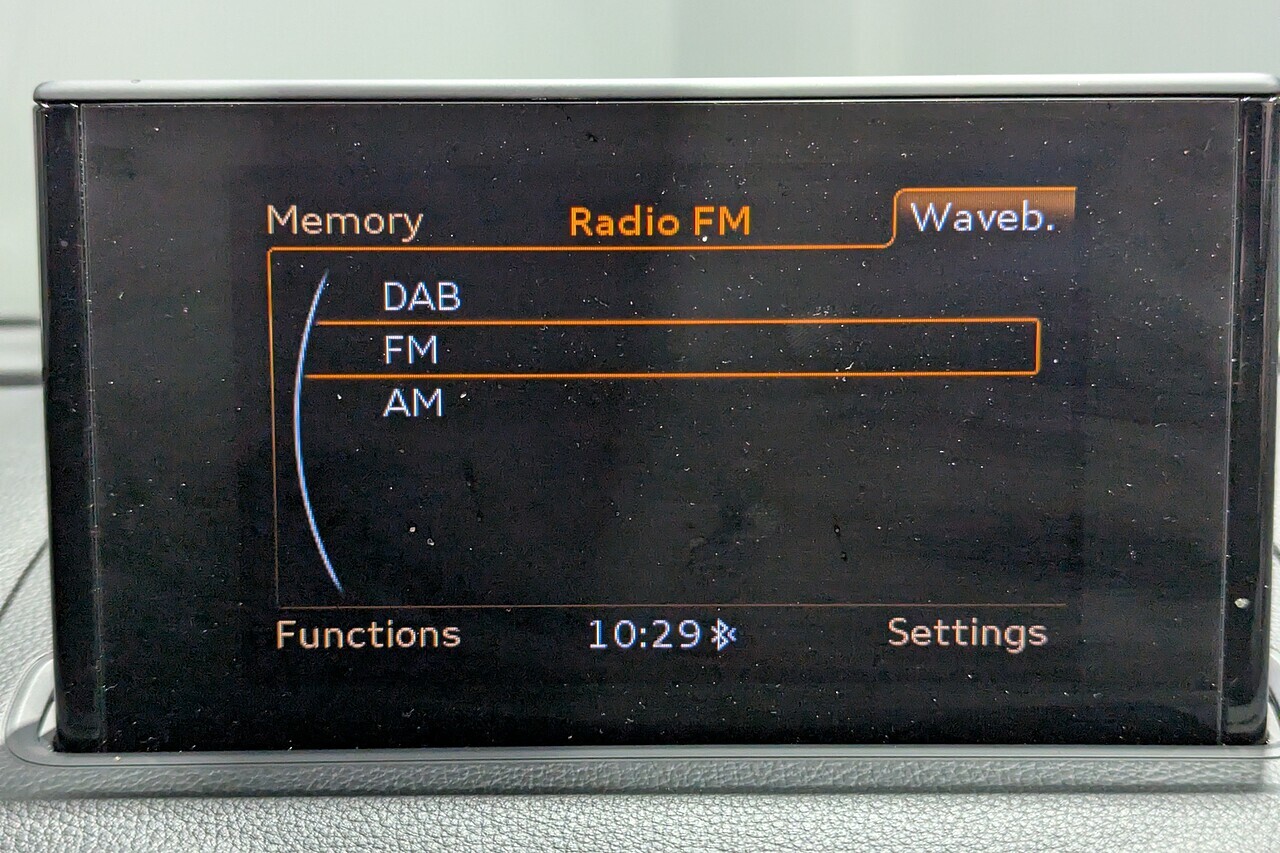 Memory Radio FM Waveb.
DAB
FM
AM
Functions 10:29 Settings